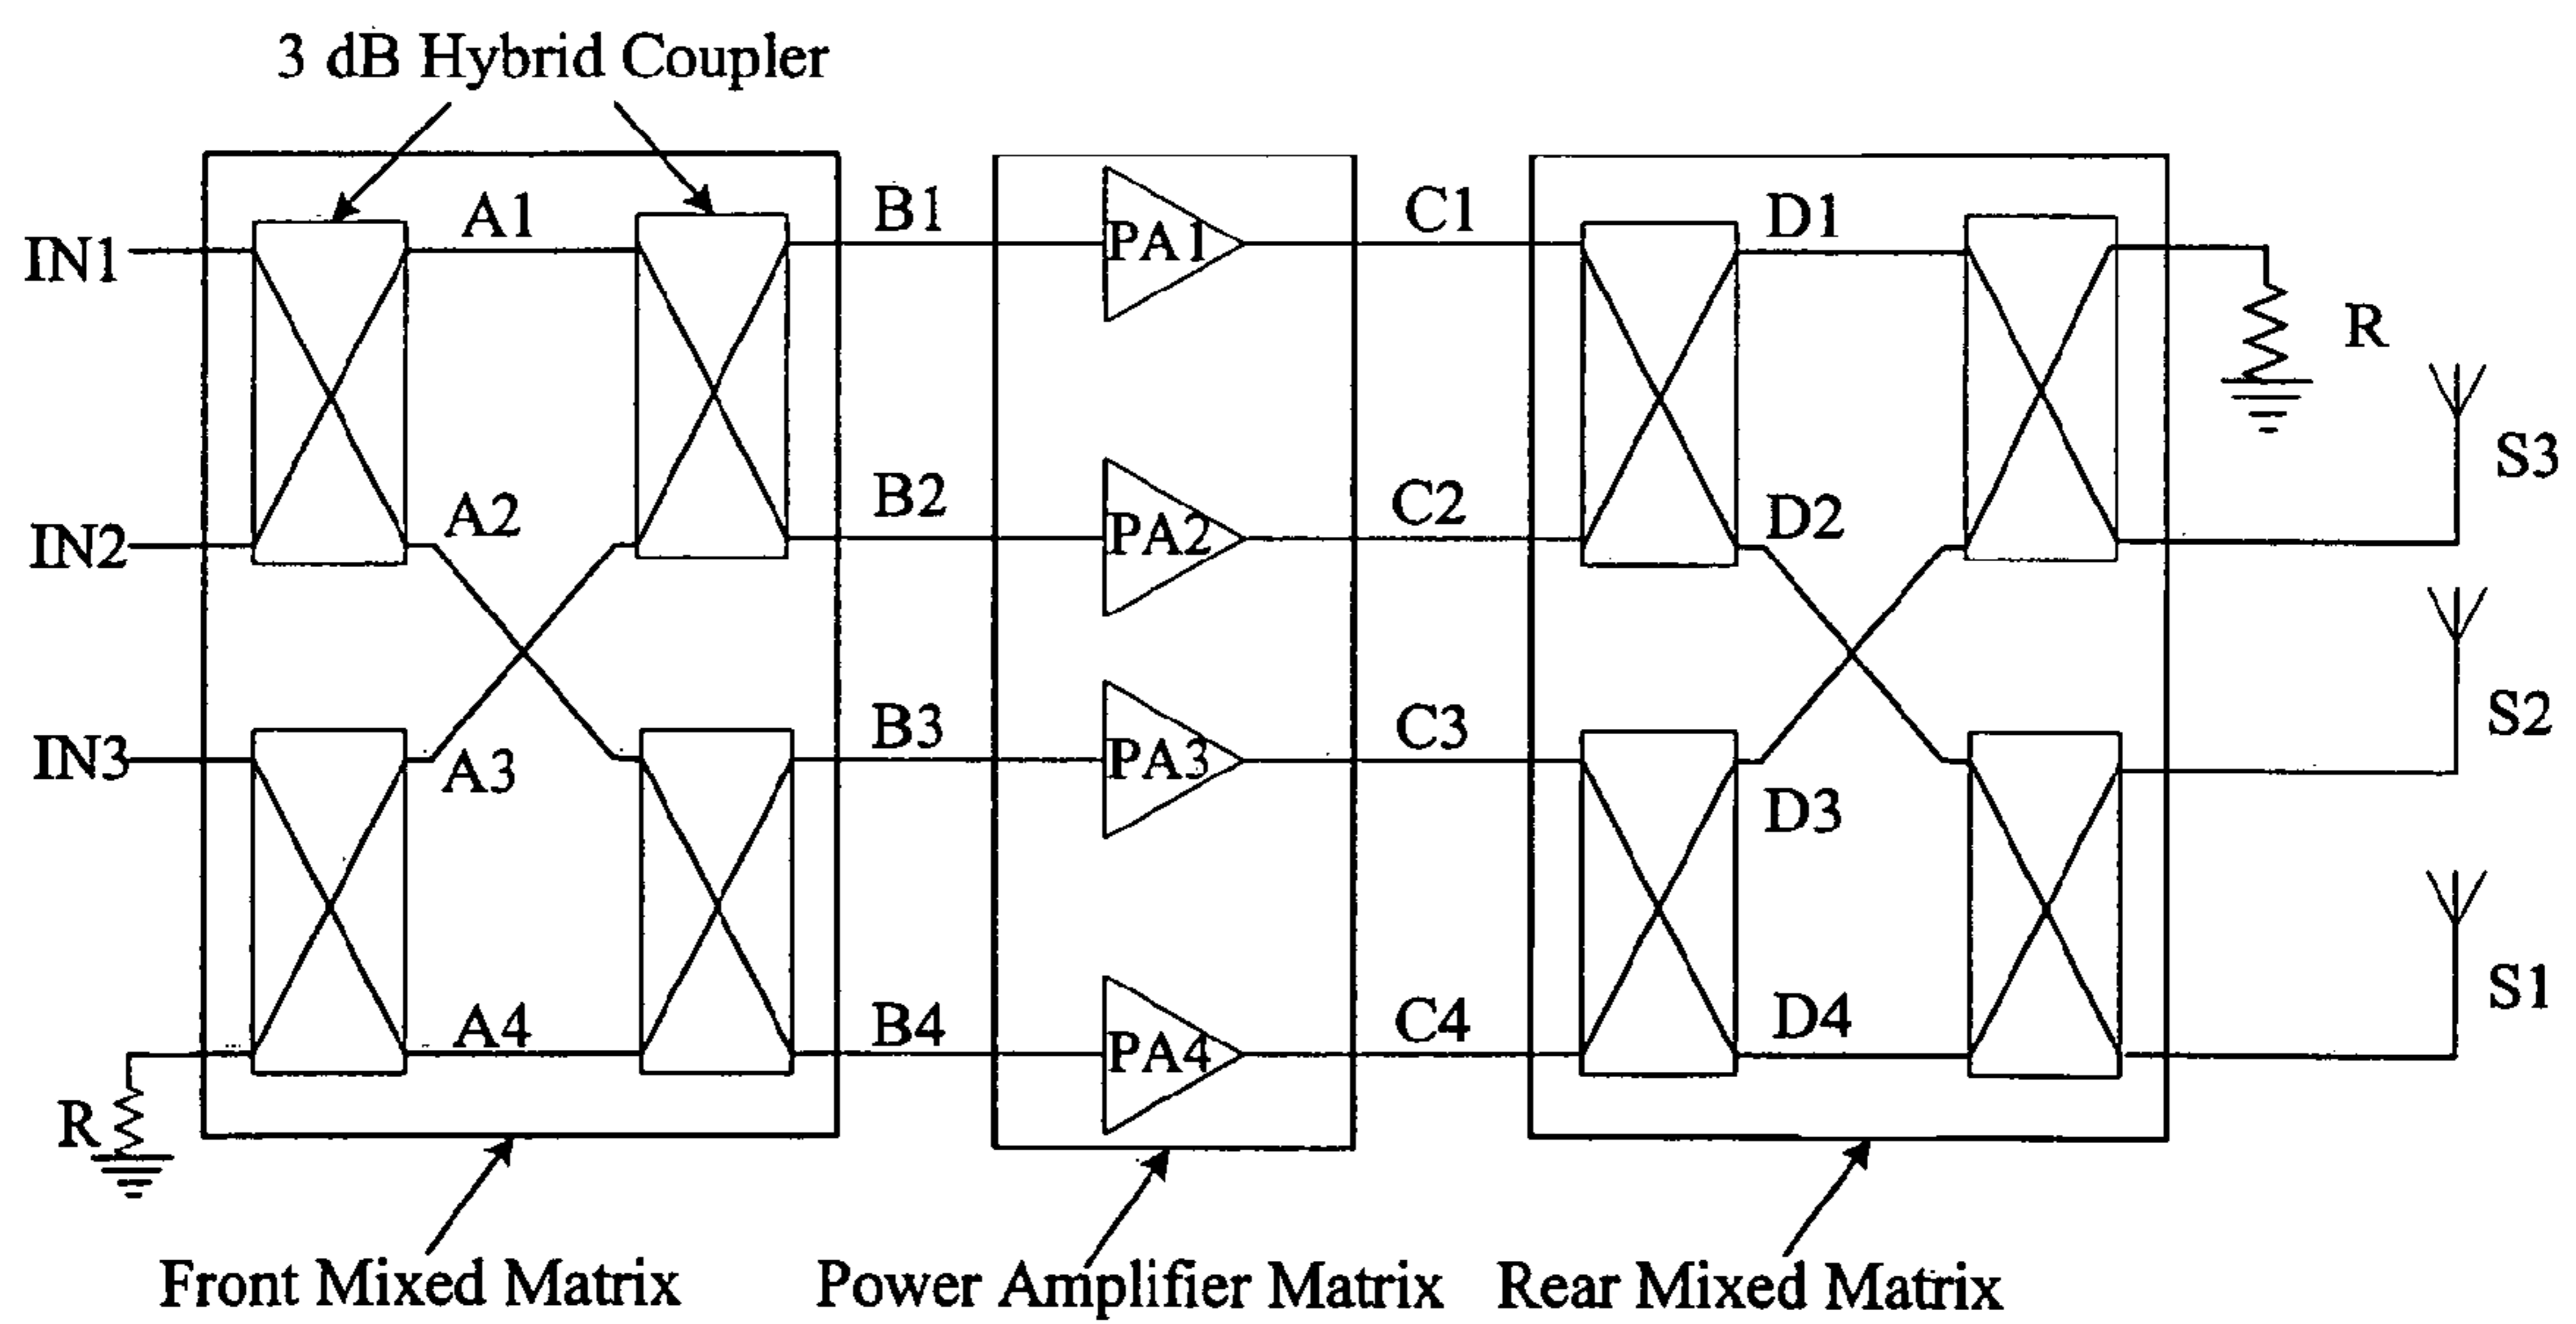 3 dB Hybrid Coupler
IN1
A1
B1
PA1
C1
D1
R
S3
IN2
A2
B2
PA2
C2
D2
S2
IN3
A3
B3
PA3
C3
D3
S1
R
A4
B4
PA4
C4
D4
Front Mixed Matrix
Power Amplifier Matrix
Rear Mixed Matrix